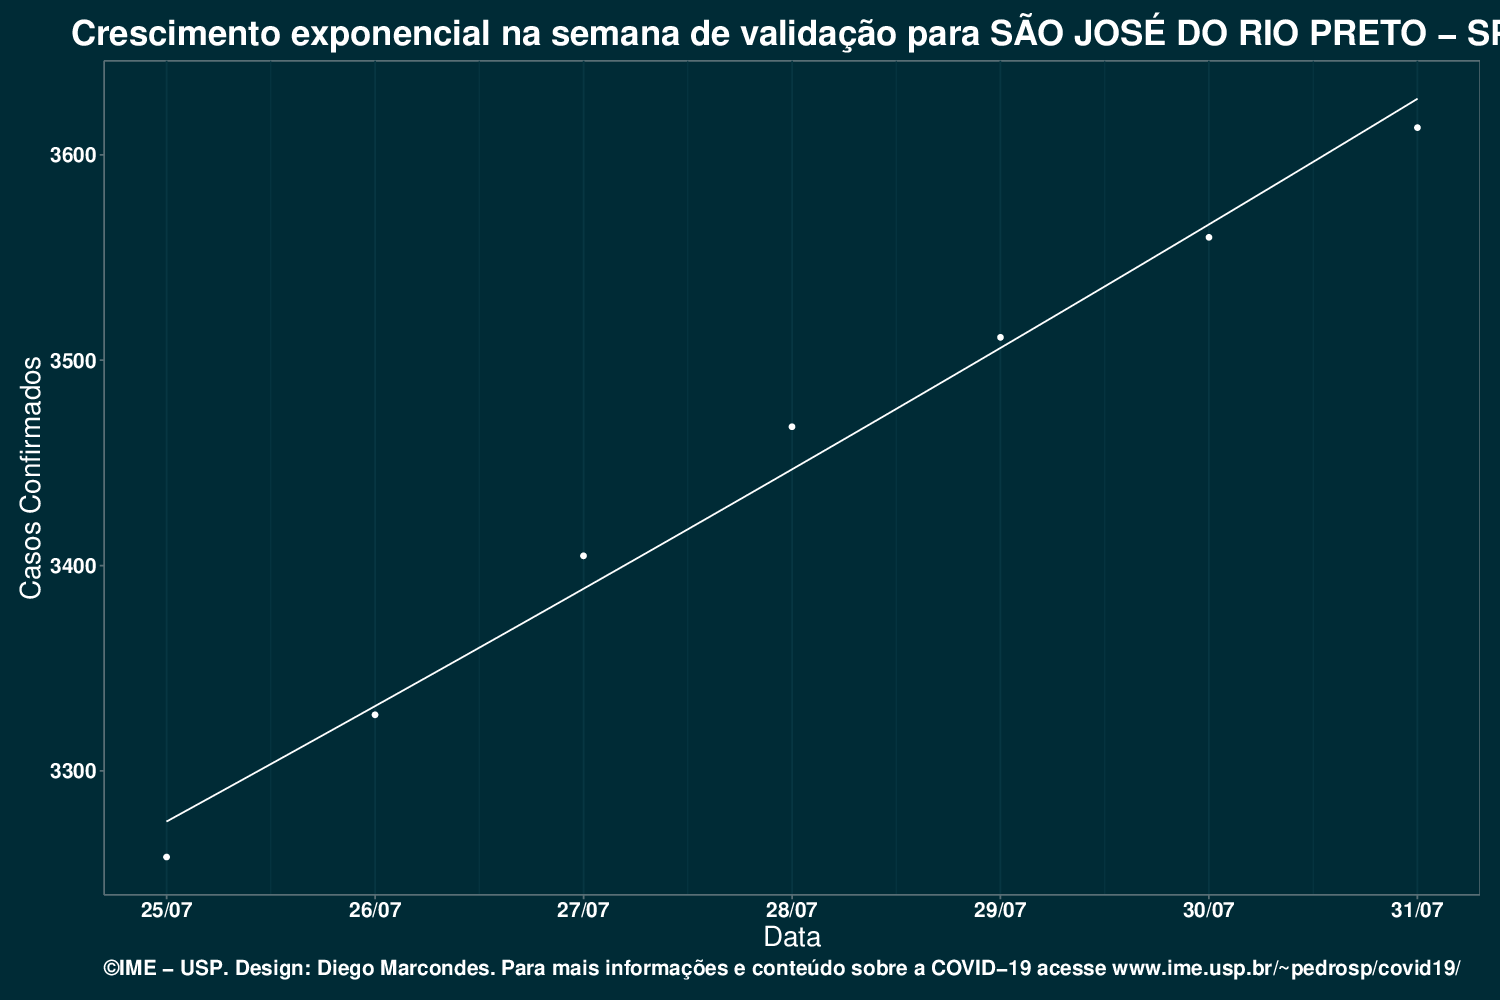 Crescimento exponencial na semana de validação para SÃO JOSÉ DO RIO PRETO – SP
3600
3500
3400
3300
Casos Confirmados
25/07 26/07 27/07 28/07 29/07 30/07 31/07
Data
©IME – USP. Design: Diego Marcondes. Para mais informações e conteúdo sobre a COVID–19 acesse www.ime.usp.br/~pedrosp/covid19/